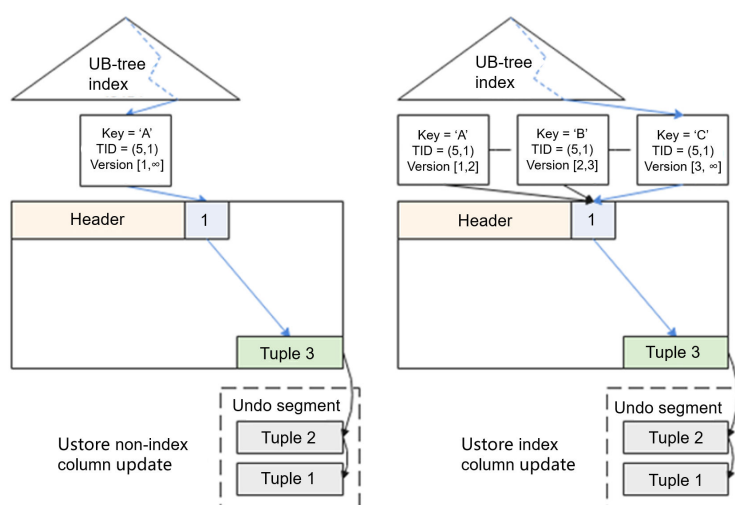 UB-tree
index
Key = ‘A’
TID = (5,1)
Version [1,∞]
Header
1
Tuple 3
Undo segment
Tuple 2
Tuple 1
Ustore non-index
column update
UB-tree
index
Key = ‘A’
TID = (5,1)
Version [1,2]
Key = ‘B’
TID = (5,1)
Version [2,3]
Key = ‘C’
TID = (5,1)
Version [3, ∞]
Header
1
Tuple 3
Undo segment
Tuple 2
Tuple 1
Ustore index
column update